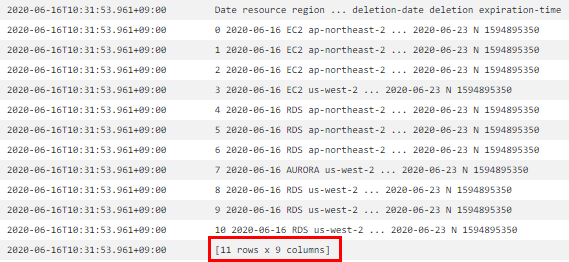 2020-06-16T10:31:53.961+09:00 Date resource region ... deletion-date deletion expiration-time
2020-06-16T10:31:53.961+09:00 0 2020-06-16 EC2 ap-northeast-2 ... 2020-06-23 N 1594895350
2020-06-16T10:31:53.961+09:00 1 2020-06-16 EC2 ap-northeast-2 ... 2020-06-23 N 1594895350
2020-06-16T10:31:53.961+09:00 2 2020-06-16 EC2 ap-northeast-2 ... 2020-06-23 N 1594895350
2020-06-16T10:31:53.961+09:00 3 2020-06-16 EC2 us-west-2 ... 2020-06-23 N 1594895350
2020-06-16T10:31:53.961+09:00 4 2020-06-16 RDS ap-northeast-2 ... 2020-06-23 N 1594895350
2020-06-16T10:31:53.961+09:00 5 2020-06-16 RDS ap-northeast-2 ... 2020-06-23 N 1594895350
2020-06-16T10:31:53.961+09:00 6 2020-06-16 RDS ap-northeast-2 ... 2020-06-23 N 1594895350
2020-06-16T10:31:53.961+09:00 7 2020-06-16 AURORA us-west-2 ... 2020-06-23 N 1594895350
2020-06-16T10:31:53.961+09:00 8 2020-06-16 RDS us-west-2 ... 2020-06-23 N 1594895350
2020-06-16T10:31:53.961+09:00 9 2020-06-16 RDS us-west-2 ... 2020-06-23 N 1594895350
2020-06-16T10:31:53.961+09:00 10 2020-06-16 RDS us-west-2 ... 2020-06-23 N 1594895350
2020-06-16T10:31:53.961+09:00 [11 rows x 9 columns]